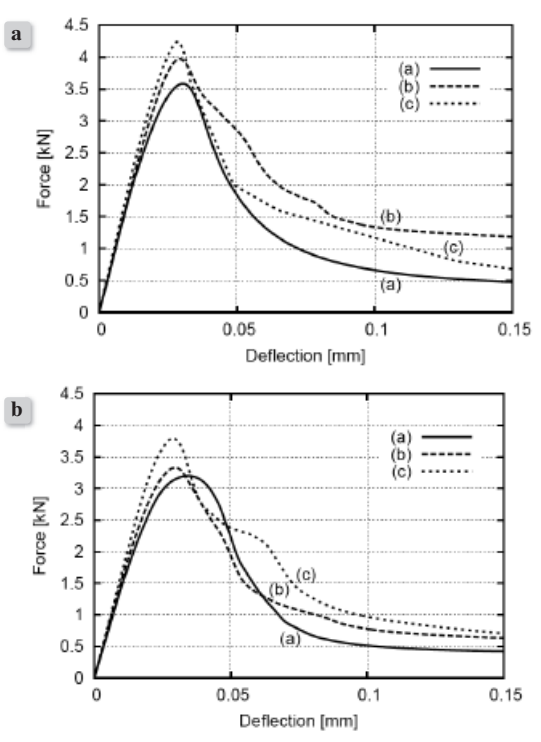 a
4.5
4
3.5
3
2.5
2
1.5
1
0.5
0
Force [kN]
(a)
(b)
(c)
(b)
(c)
(a)
0 0.05 0.1 0.15
Deflection [mm]
b
4.5
4
3.5
3
2.5
2
1.5
1
0.5
0
Force [kN]
(a)
(b)
(c)
(c)
(b)
(a)
0 0.05 0.1 0.15
Deflection [mm]